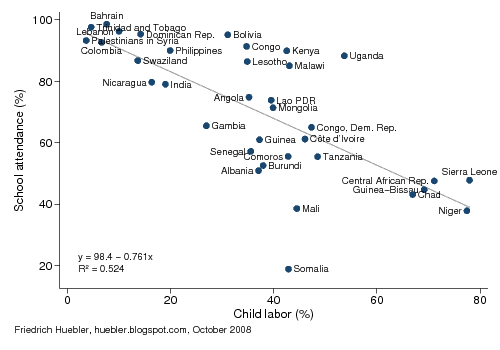 100
80
60
40
20
School attendance (%)
Bahrain
Trinidad and Tobago
Lebanon
Dominican Rep.
Bolivia
Palestinians in Syria
Colombia
Philippines
Congo
Kenya
Uganda
Swaziland
Lesotho
Malawi
Nicaragua
India
Angola
Lao PDR
Mongolia
Gambia
Congo, Dem. Rep.
Guinea
Côte d'Ivoire
Senegal
Comoros
Tanzania
Burundi
Albania
Sierra Leone
Central African Rep.
Guinea-Bissau
Chad
Mali
Niger
y = 98.4 – 0.761x
R² = 0.524
Somalia
0 20 40 60 80
Child labor (%)
Friedrich Huebler, huebler.blogspot.com, October 2008